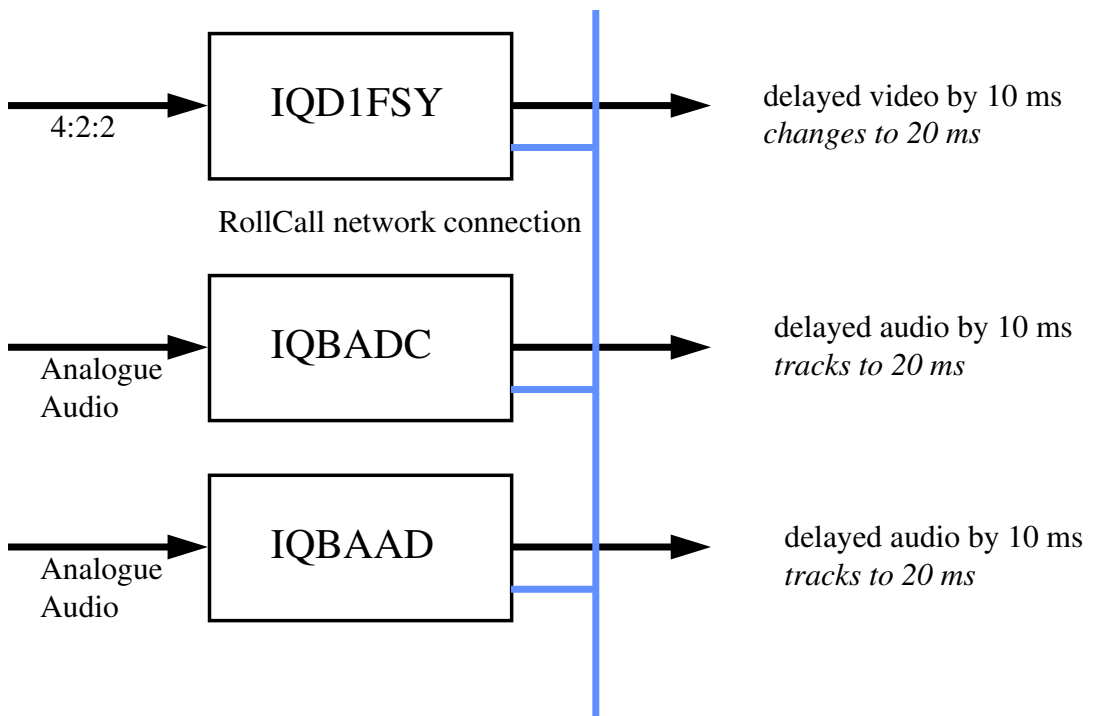 IQD1FSY
4:2:2
delayed video by 10 ms
changes to 20 ms
RollCall network connection
IQBADC
Analogue
Audio
delayed audio by 10 ms
tracks to 20 ms
IQBAAD
Analogue
Audio
delayed audio by 10 ms
tracks to 20 ms